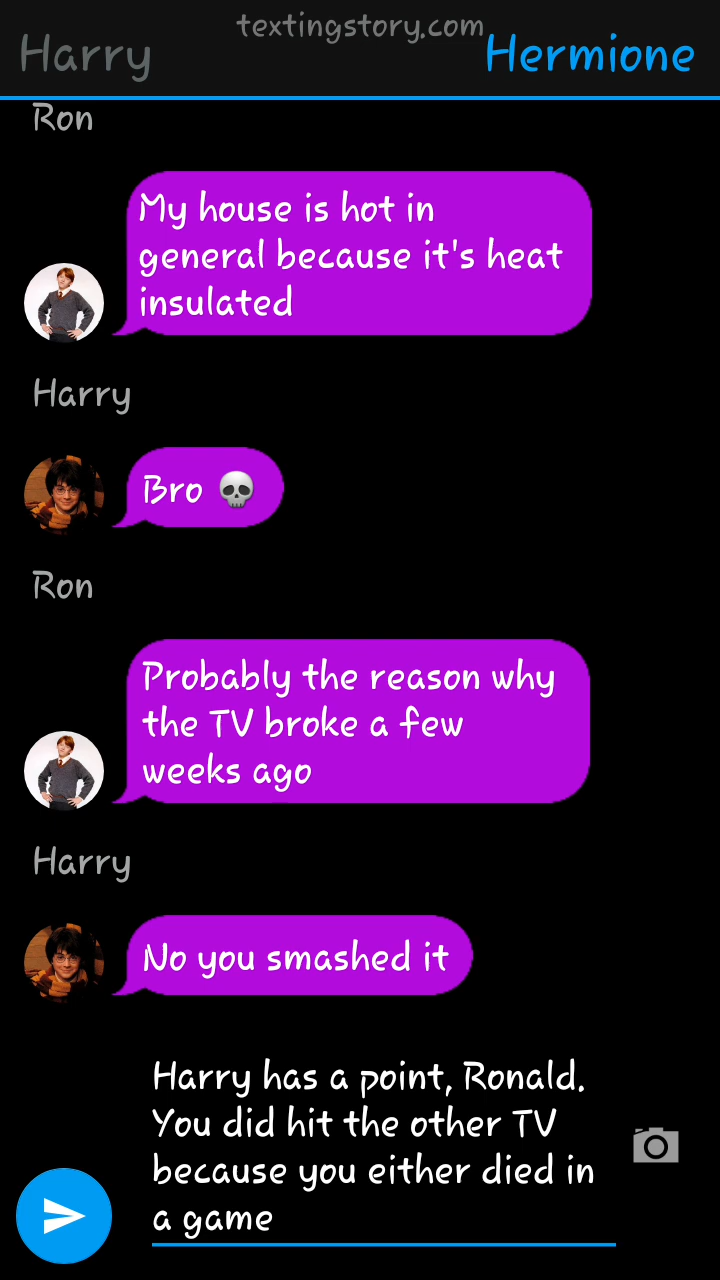 textingstory.com
Harry
Hermione
Ron
My house is hot in
general because it's heat
insulated
Harry
Bro 💀
Ron
Probably the reason why
the TV broke a few
weeks ago
Harry
No you smashed it
Harry has a point, Ronald.
You did hit the other TV
because you either died in
a game